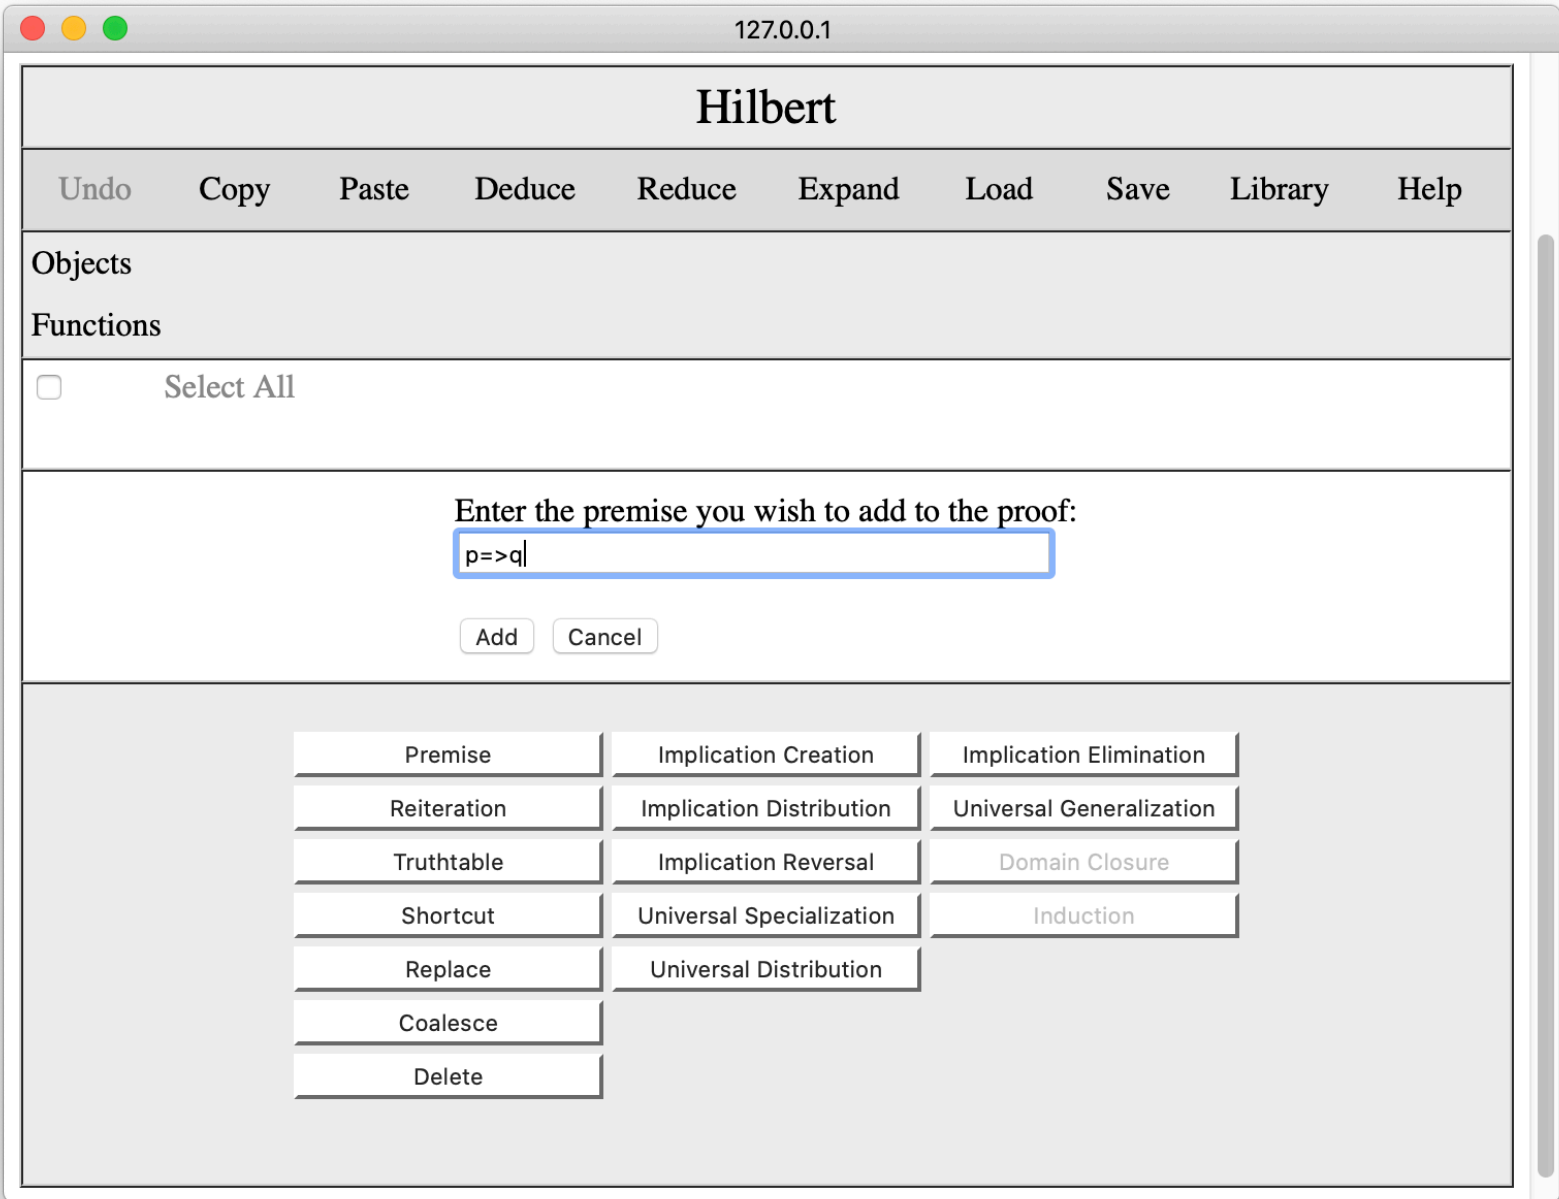 127.0.0.1
Hilbert
Undo Copy Paste Deduce Reduce Expand Load Save Library Help
Objects
Functions
Select All
Enter the premise you wish to add to the proof:
p=>q
Add Cancel
Premise Implication Creation Implication Elimination
Reiteration Implication Distribution Universal Generalization
Truthtable Implication Reversal Domain Closure
Shortcut Universal Specialization Induction
Replace Universal Distribution
Coalesce
Delete